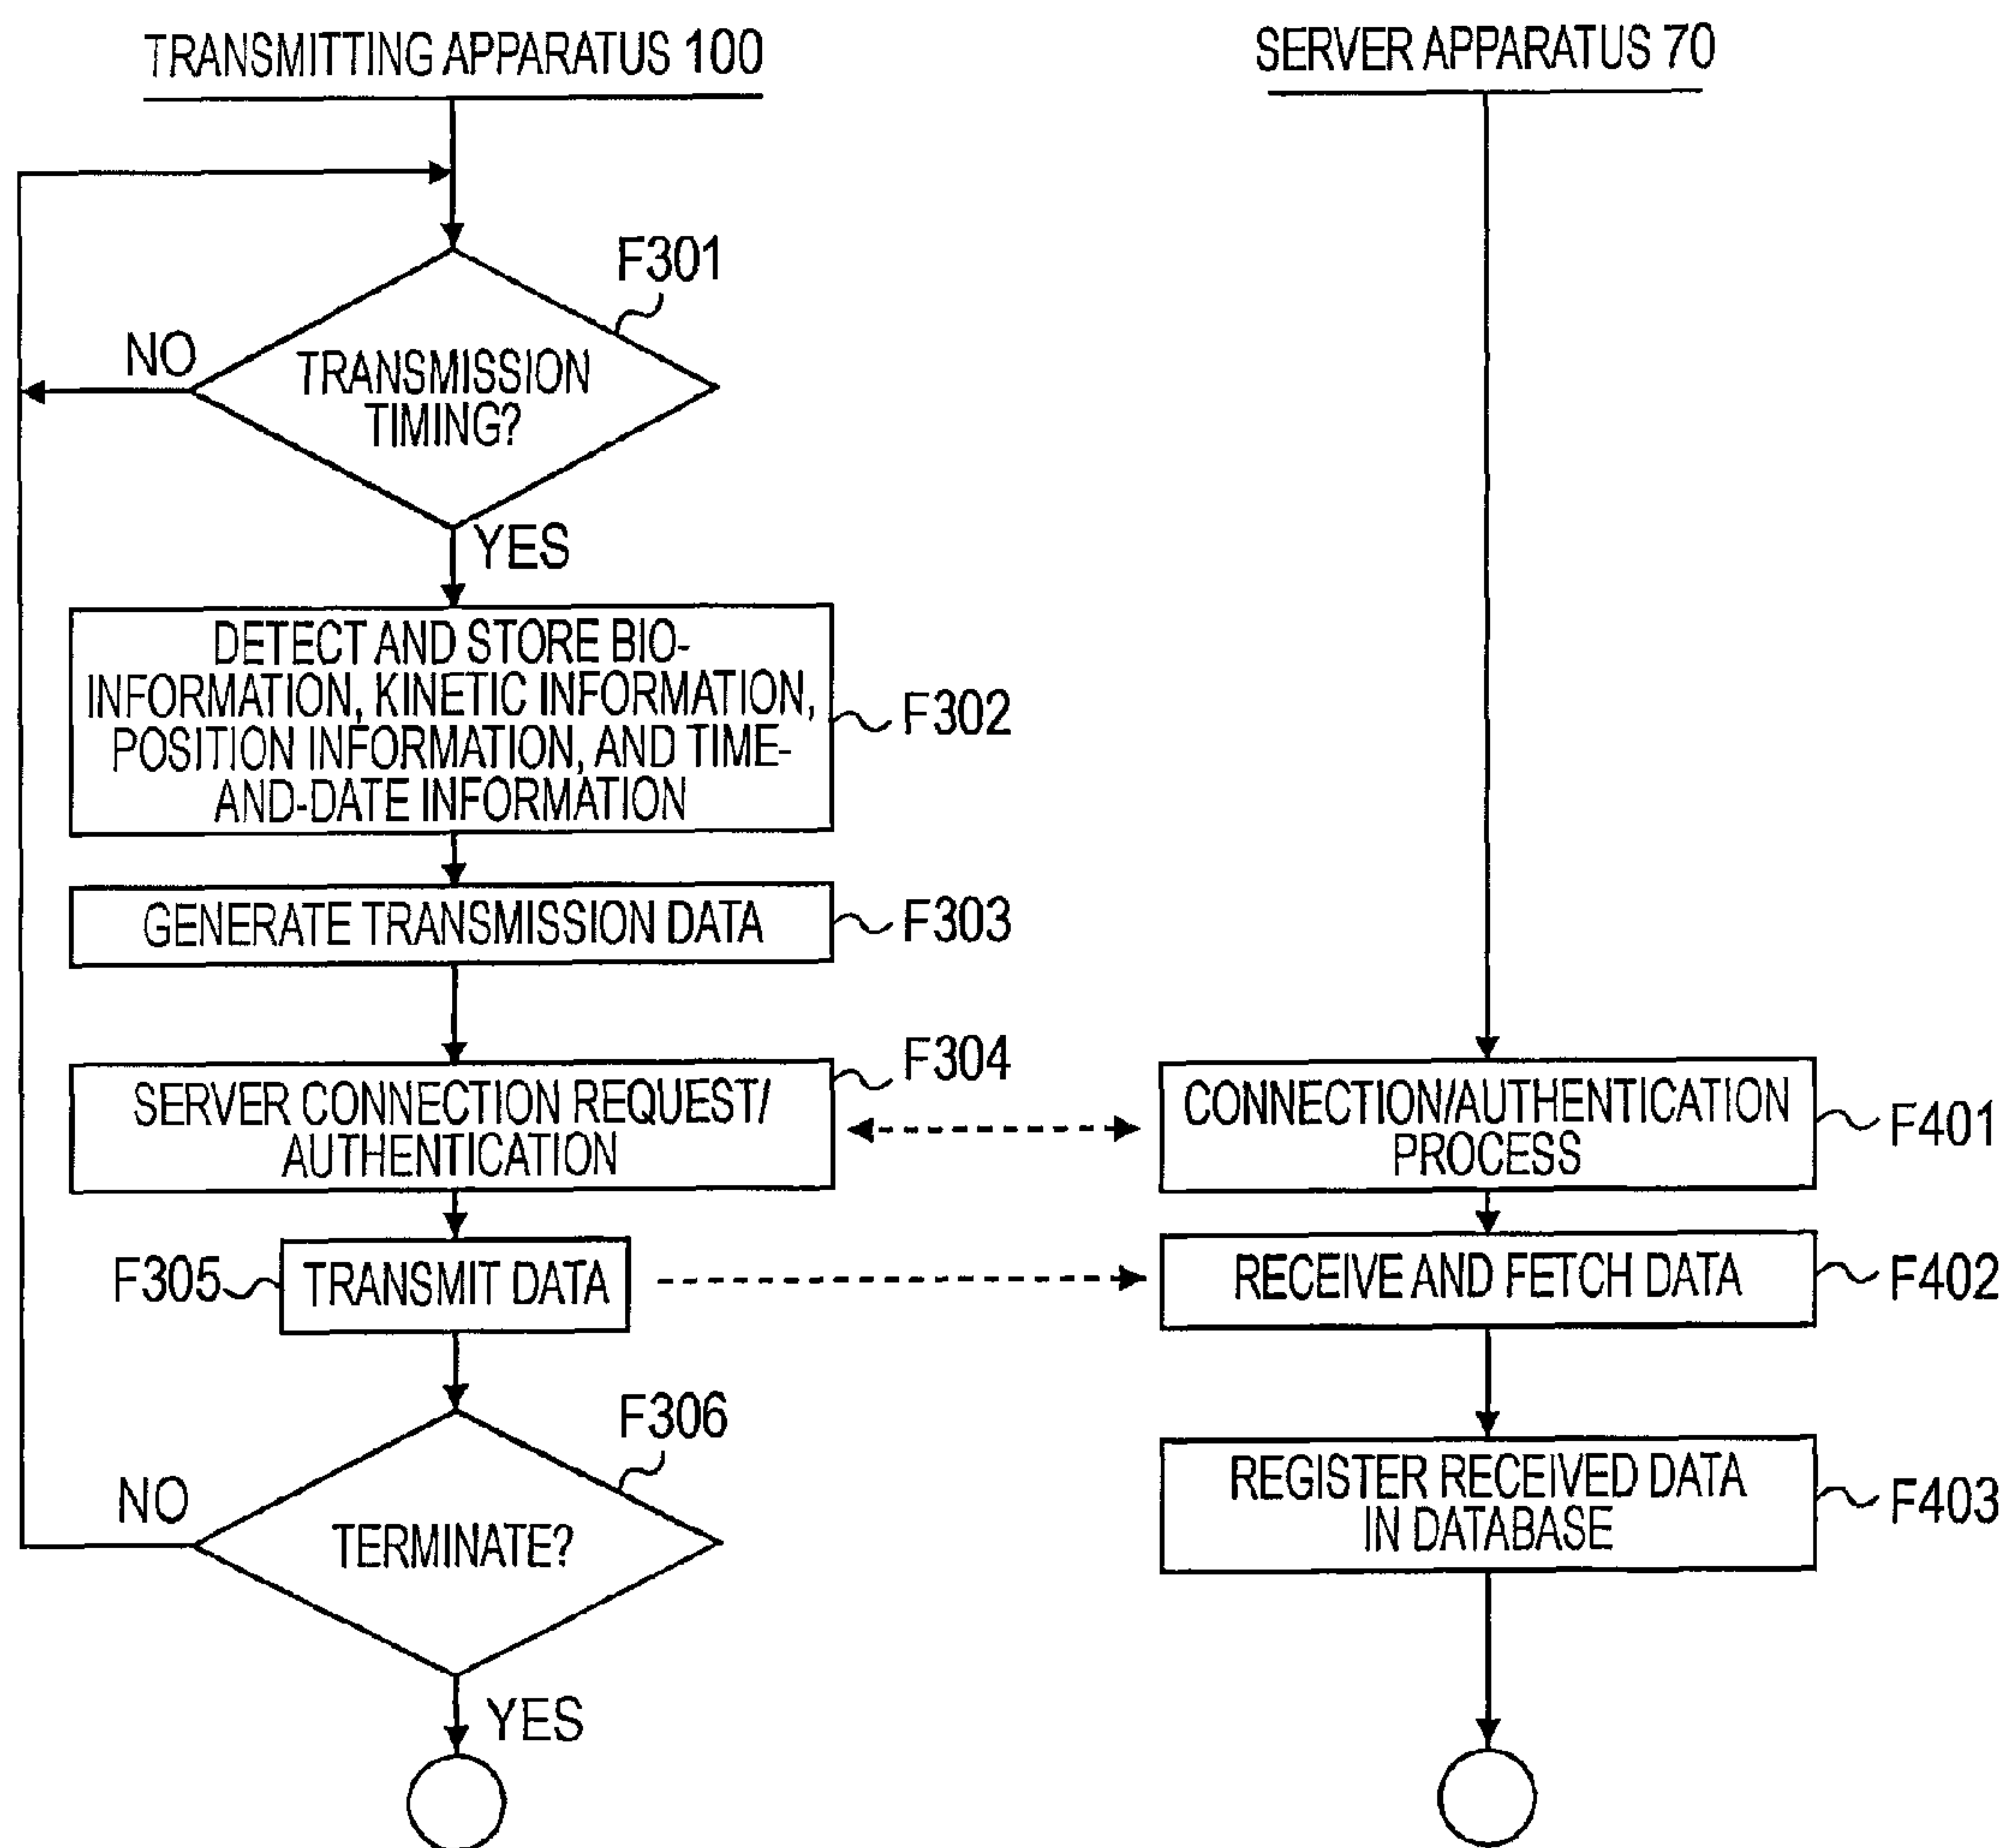 TRANSMITTING APPARATUS 100
SERVER APPARATUS 70
F301
NO
TRANSMISSION
TIMING?
YES
DETECT AND STORE BIO-
INFORMATION, KINETIC INFORMATION,
POSITION INFORMATION, AND TIME-
AND-DATE INFORMATION
F302
GENERATE TRANSMISSION DATA
F303
SERVER CONNECTION REQUEST/
AUTHENTICATION
F304
CONNECTION/AUTHENTICATION
PROCESS
F401
F305
TRANSMIT DATA
RECEIVE AND FETCH DATA
F402
F306
NO
TERMINATE?
REGISTER RECEIVED DATA
IN DATABASE
F403
YES